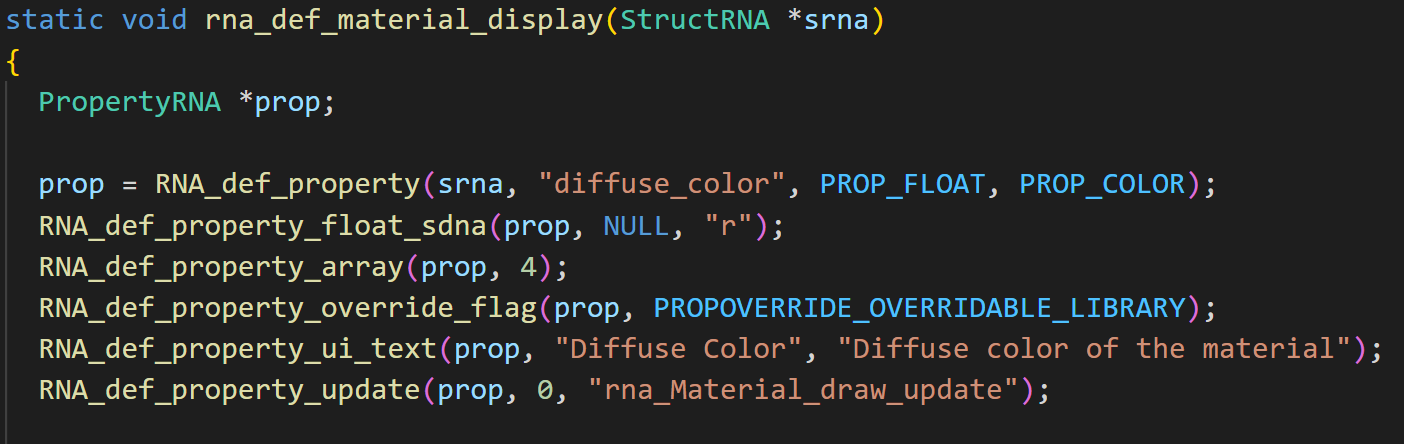 static void rna_def_material_display(StructRNA *srna)
{
PropertyRNA *prop;
prop = RNA_def_property(srna, "diffuse_color", PROP_FLOAT, PROP_COLOR);
RNA_def_property_float_sdna(prop, NULL, "r");
RNA_def_property_array(prop, 4);
RNA_def_property_override_flag(prop, PROPOVERRIDE_OVERRIDABLE_LIBRARY);
RNA_def_property_ui_text(prop, "Diffuse Color", "Diffuse color of the material");
RNA_def_property_update(prop, 0, "rna_Material_draw_update");